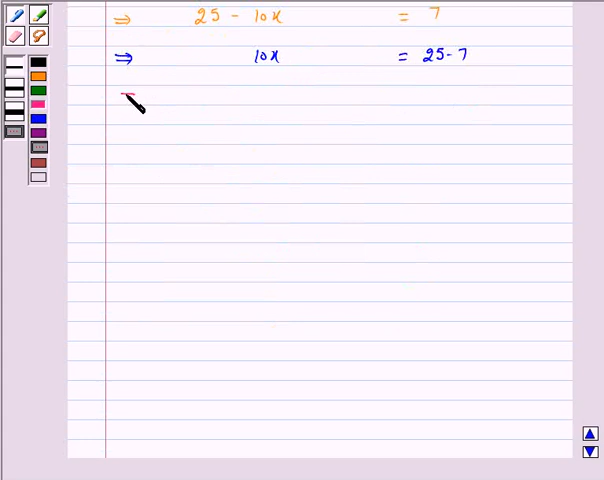 ⇒ 25 - 10x = 7
⇒ 10x = 25-7